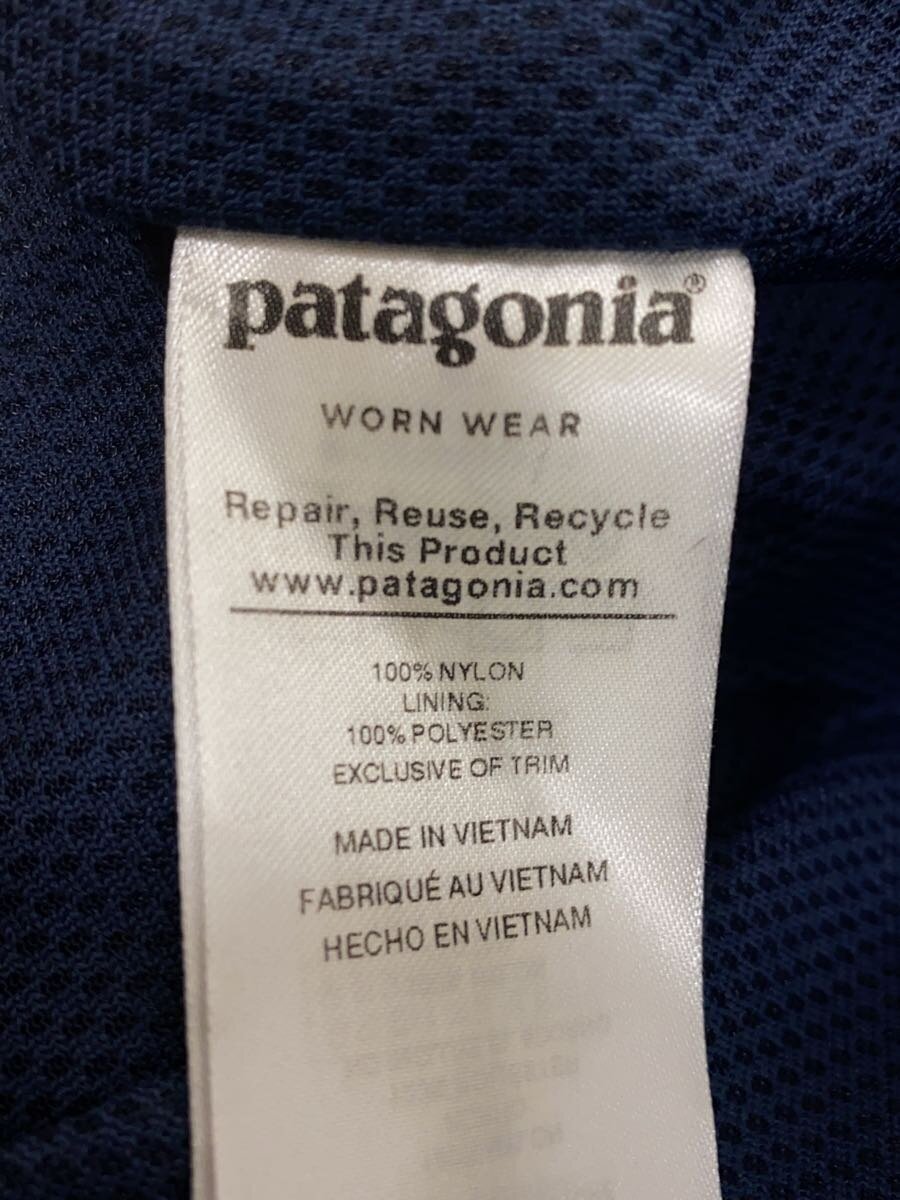 patagonia®
WORN WEAR
Repair, Reuse, Recycle
This Product
www.patagonia.com
100% NYLON
LINING:
100% POLYESTER
EXCLUSIVE OF TRIM
MADE IN VIETNAM
FABRIQUÉ AU VIETNAM
HECHO EN VIETNAM